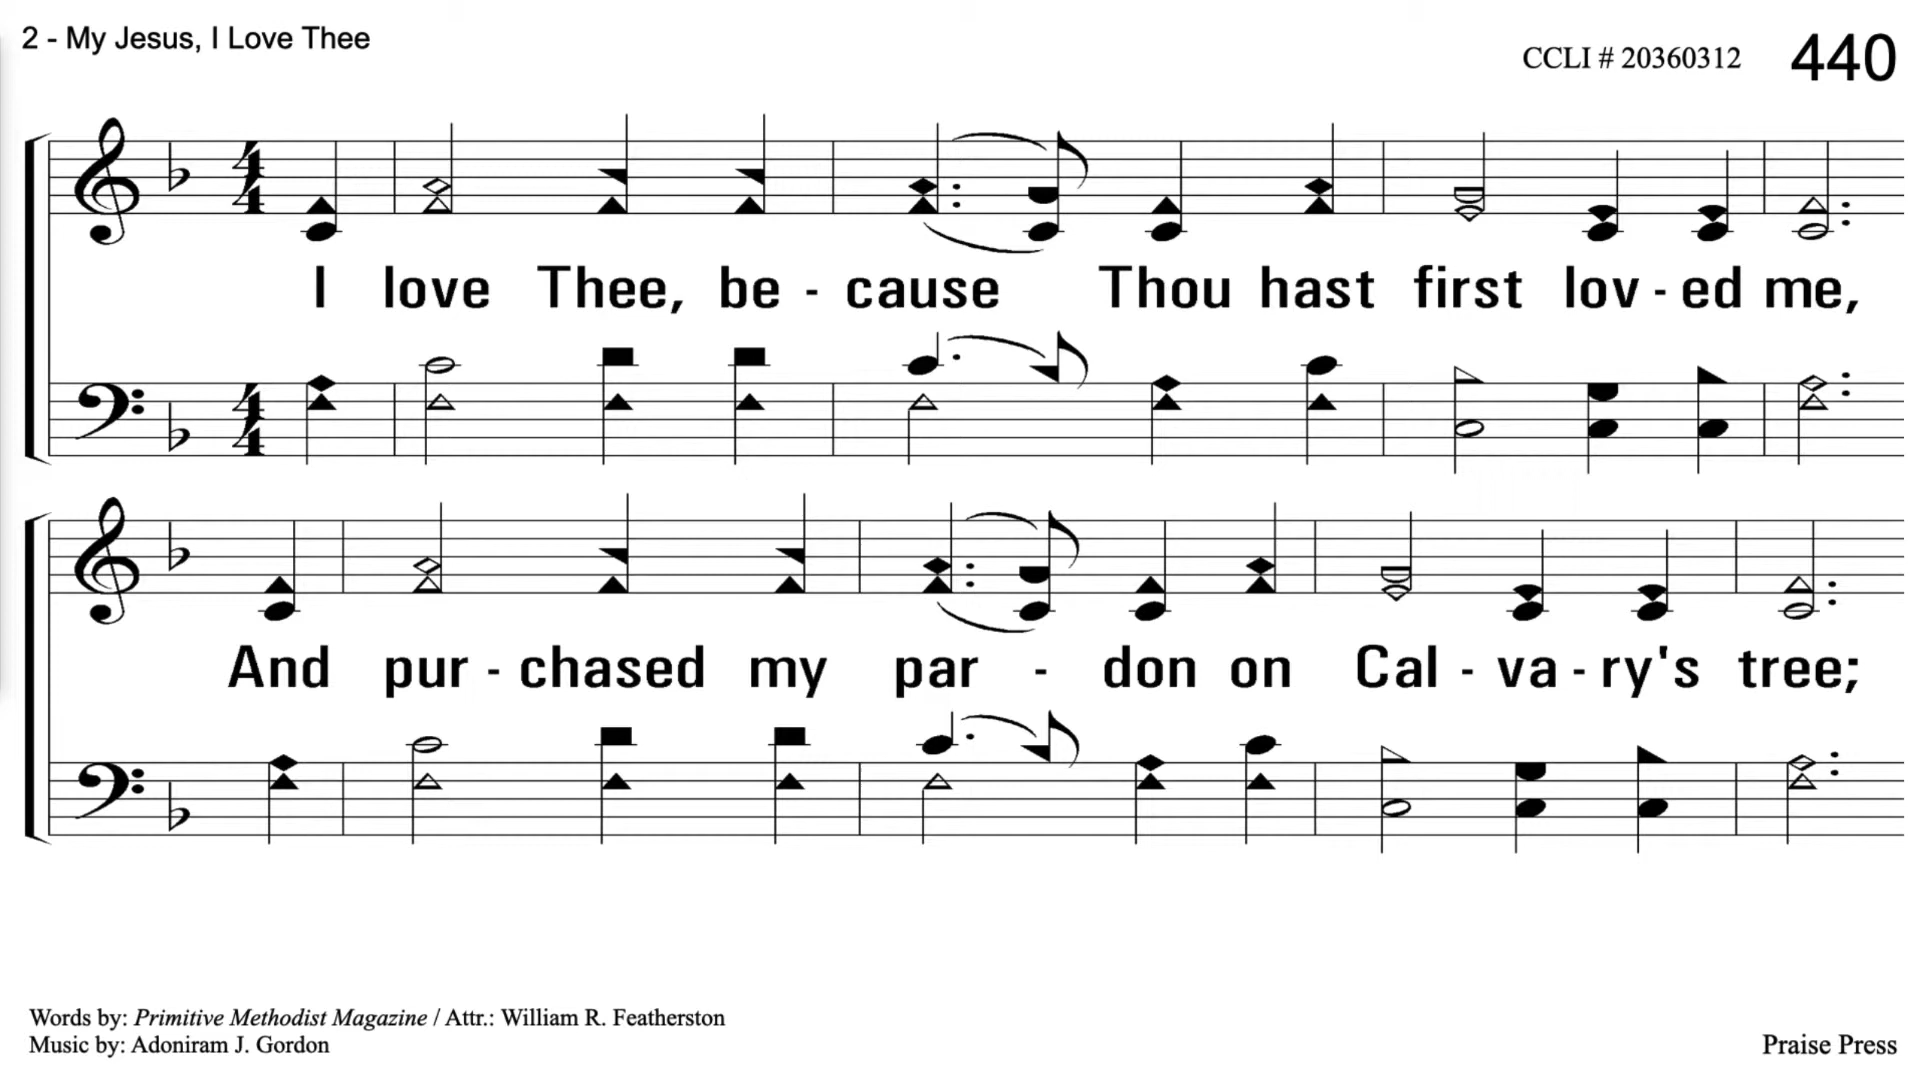 2 - My Jesus, I Love Thee
CCLI # 20360312 440
I love Thee, be - cause Thou hast first lov - ed me,
And pur - chased my par - don on Cal - va - ry's tree;
Words by: Primitive Methodist Magazine / Attr.: William R. Featherston
Music by: Adoniram J. Gordon
Praise Press